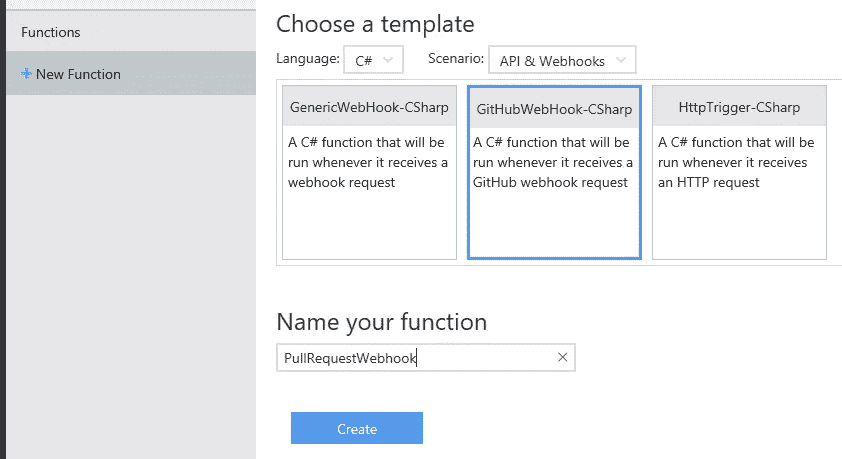 Choose a template
Functions
Language: C# Scenario: API & Webhooks
New Function
GenericWebHook-CSharp
A C# function that will be
run whenever it receives a
webhook request
GitHubWebHook-CSharp
A C# function that will be
run whenever it receives a
GitHub webhook request
HttpTrigger-CSharp
A C# function that will be
run whenever it receives
an HTTP request
Name your function
PullRequestWebhook
Create